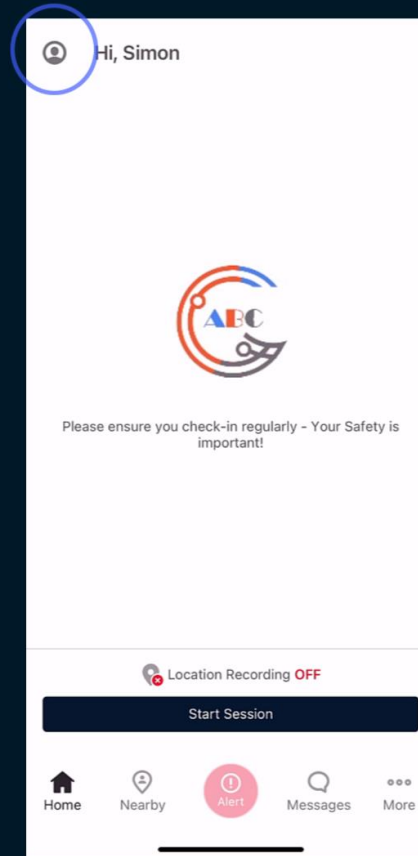 Hi, Simon
ABC
Please ensure you check-in regularly - Your Safety is
important!
Location Recording OFF
Start Session
Alert
Home
Nearby
Messages
More